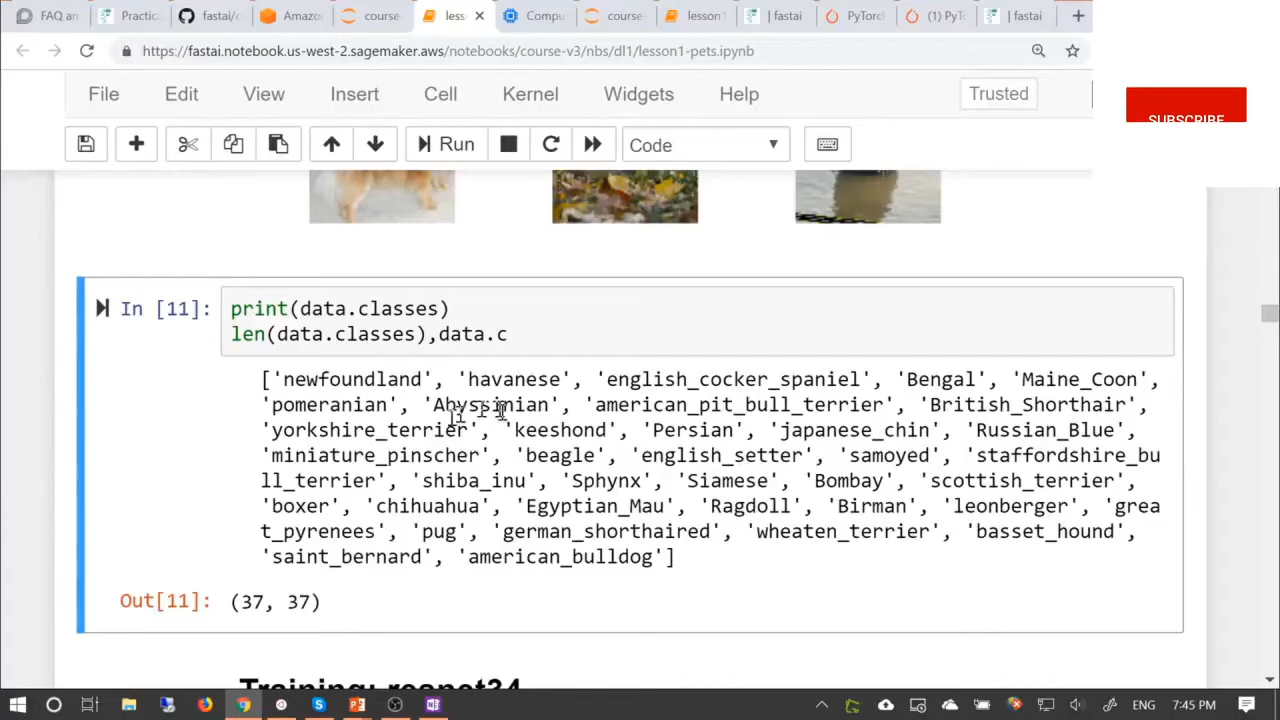 FAQ an
Practic
fastai/c
Amazo
course
less
Compu
course-
lesson1
| fastai
PyTorcl
(1) PyTo
| fastai
https://fastai.notebook.us-west-2.sagemaker.aws/notebooks/course-v3/nbs/dl1/lesson1-pets.ipynb
File Edit View Insert Cell Kernel Widgets Help Trusted
SUBSCRIBE
Run Code
In [11]: print(data.classes)
len(data.classes),data.c
['newfoundland', 'havanese', 'english_cocker_spaniel', 'Bengal', 'Maine_Coon',
'pomeranian', 'Abyssinian', 'american_pit_bull_terrier', 'British_Shorthair',
'yorkshire_terrier', 'keeshond', 'Persian', 'japanese_chin', 'Russian_Blue',
'miniature_pinscher', 'beagle', 'english_setter', 'samoyed', 'staffordshire_bu
ll_terrier', 'shiba_inu', 'Sphynx', 'Siamese', 'Bombay', 'scottish_terrier',
'boxer', 'chihuahua', 'Egyptian_Mau', 'Ragdoll', 'Birman', 'leonberger', 'grea
t_pyrenees', 'pug', 'german_shorthaired', 'wheaten_terrier', 'basset_hound',
'saint_bernard', 'american_bulldog']
Out[11]: (37, 37)
Training: resnet34
ENG 7:45 PM